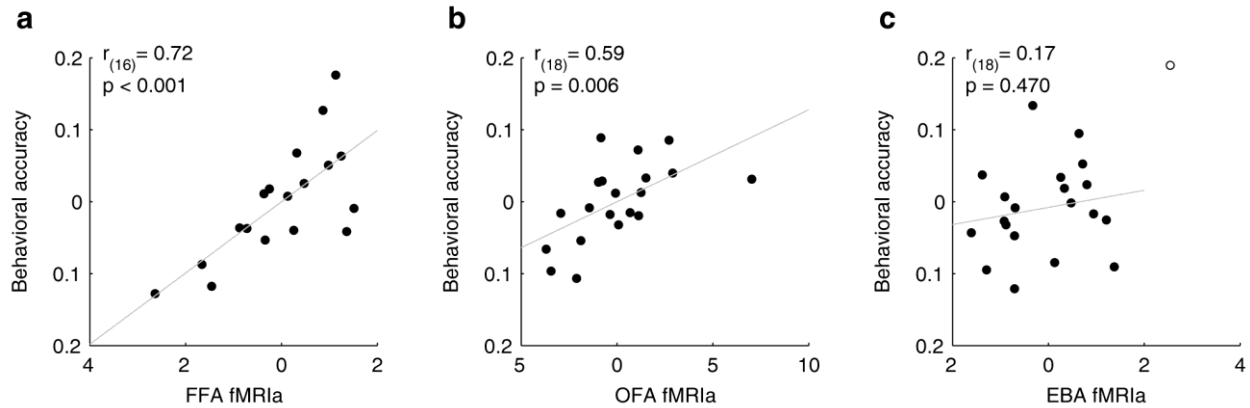 a
r(16)= 0.72
p < 0.001
0.2
0.1
0
0.1
0.2
Behavioral accuracy
4
2
0
2
FFA fMRIa
b
r(18)= 0.59
p = 0.006
0.2
0.1
0
0.1
0.2
Behavioral accuracy
5
0
5
10
OFA fMRIa
c
r(18)= 0.17
p = 0.470
0.2
0.1
0
0.1
0.2
Behavioral accuracy
2
0
2
4
EBA fMRIa